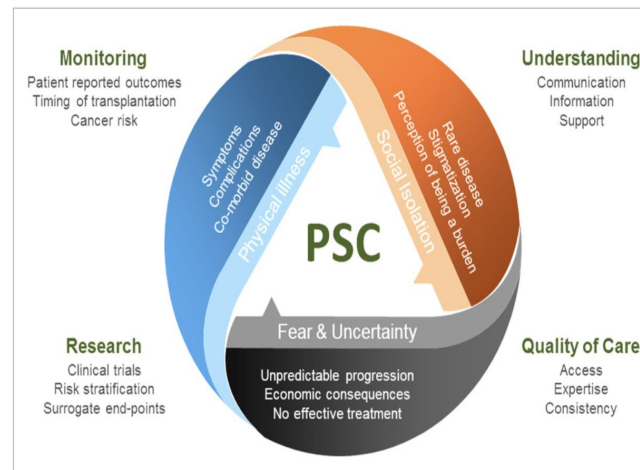 Monitoring
Patient reported outcomes
Timing of transplantation
Cancer risk
Understanding
Communication
Information
Support
Symptoms
Complications
Co-morbid disease
Physical illness
Rare disease
Stigmatization
Perception of being a burden
Social Isolation
PSC
Fear & Uncertainty
Unpredictable progression
Economic consequences
No effective treatment
Research
Clinical trials
Risk stratification
Surrogate end-points
Quality of Care
Access
Expertise
Consistency